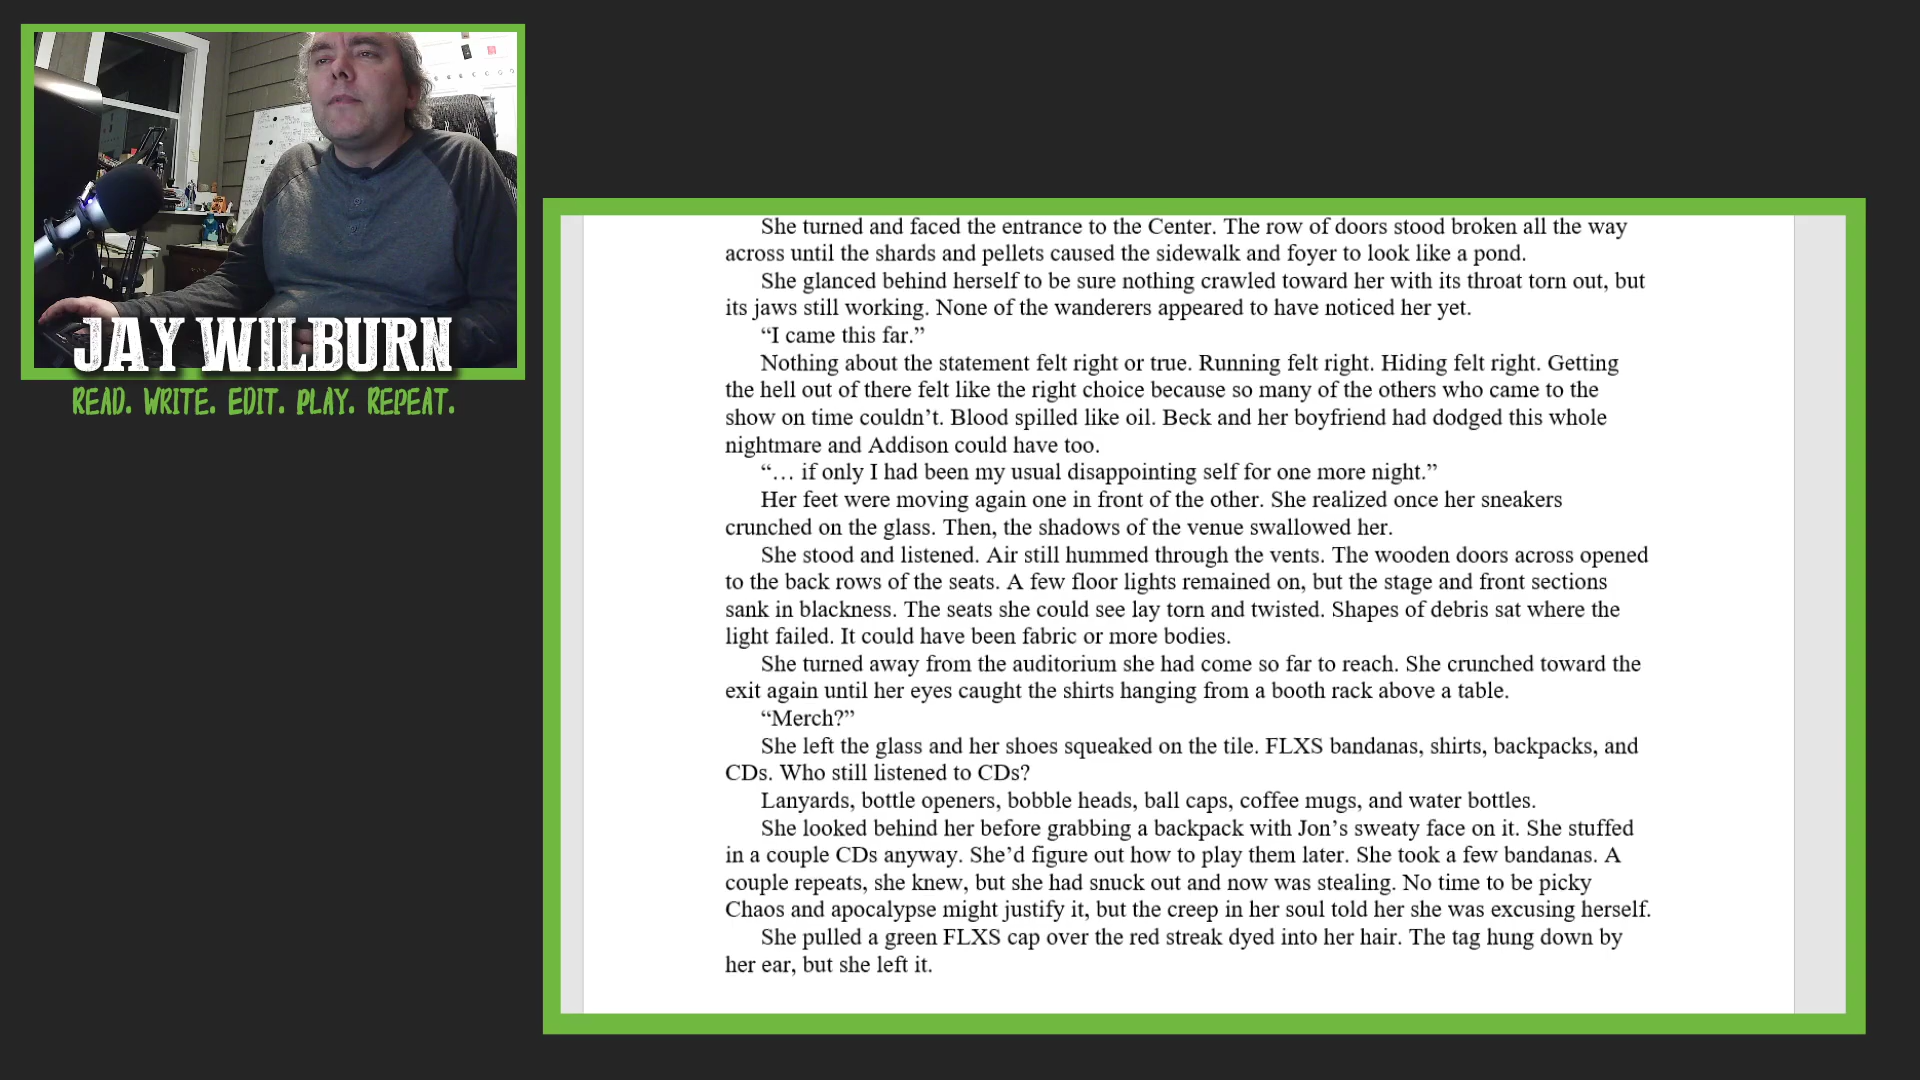 JAY WILBURN
READ. WRITE. EDIT. PLAY. REPEAT.
She turned and faced the entrance to the Center. The row of doors stood broken all the way
across until the shards and pellets caused the sidewalk and foyer to look like a pond.
She glanced behind herself to be sure nothing crawled toward her with its throat torn out, but
its jaws still working. None of the wanderers appeared to have noticed her yet.
“I came this far.”
Nothing about the statement felt right or true. Running felt right. Hiding felt right. Getting
the hell out of there felt like the right choice because so many of the others who came to the
show on time couldn’t. Blood spilled like oil. Beck and her boyfriend had dodged this whole
nightmare and Addison could have too.
“… if only I had been my usual disappointing self for one more night.”
Her feet were moving again one in front of the other. She realized once her sneakers
crunched on the glass. Then, the shadows of the venue swallowed her.
She stood and listened. Air still hummed through the vents. The wooden doors across opened
to the back rows of the seats. A few floor lights remained on, but the stage and front sections
sank in blackness. The seats she could see lay torn and twisted. Shapes of debris sat where the
light failed. It could have been fabric or more bodies.
She turned away from the auditorium she had come so far to reach. She crunched toward the
exit again until her eyes caught the shirts hanging from a booth rack above a table.
“Merch?”
She left the glass and her shoes squeaked on the tile. FLXS bandanas, shirts, backpacks, and
CDs. Who still listened to CDs?
Lanyards, bottle openers, bobble heads, ball caps, coffee mugs, and water bottles.
She looked behind her before grabbing a backpack with Jon’s sweaty face on it. She stuffed
in a couple CDs anyway. She’d figure out how to play them later. She took a few bandanas. A
couple repeats, she knew, but she had snuck out and now was stealing. No time to be picky
Chaos and apocalypse might justify it, but the creep in her soul told her she was excusing herself.
She pulled a green FLXS cap over the red streak dyed into her hair. The tag hung down by
her ear, but she left it.